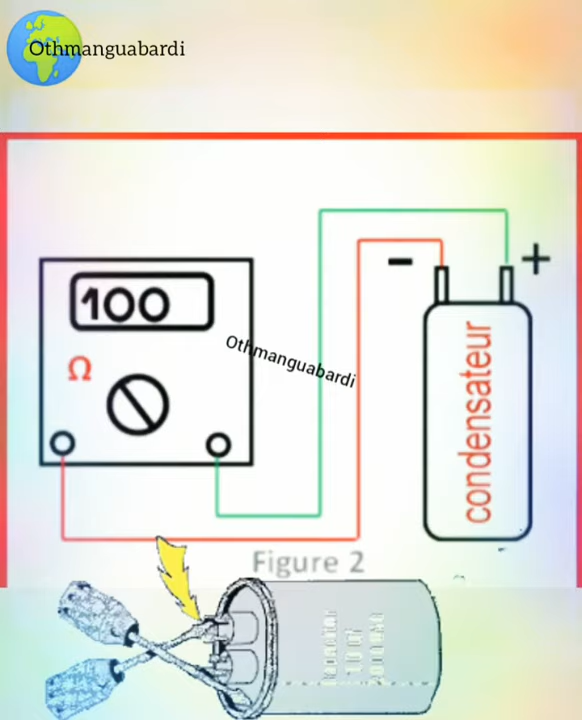 Othmanguabardi
- +
100
Ω
Othmanguabardi
condensateur
Figure 2